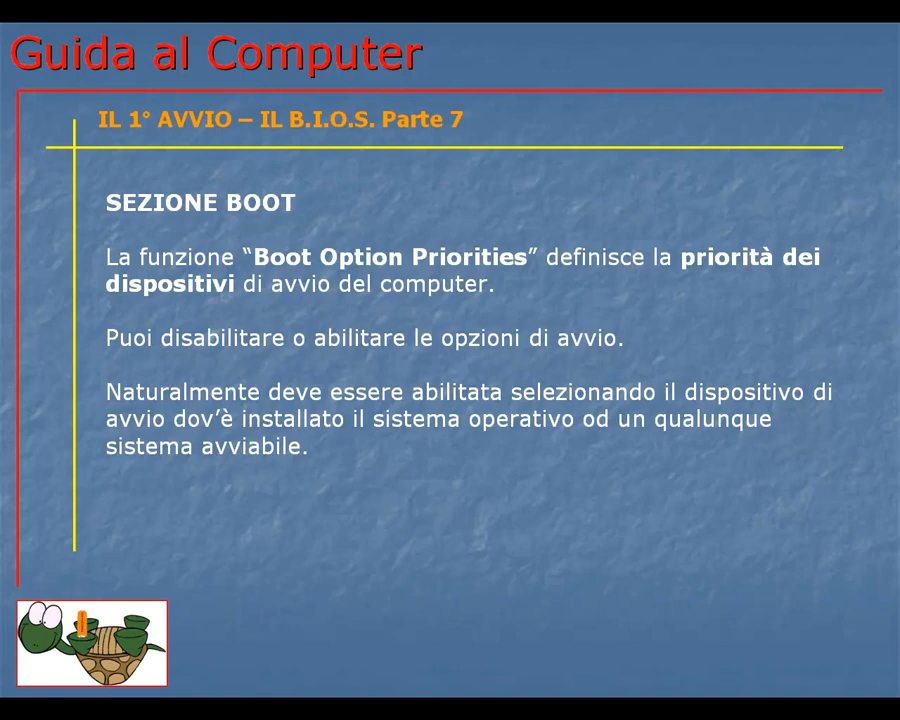 Guida al Computer
IL 1° AVVIO – IL B.I.O.S. Parte 7
SEZIONE BOOT
La funzione “Boot Option Priorities” definisce la priorità dei
dispositivi di avvio del computer.
Puoi disabilitare o abilitare le opzioni di avvio.
Naturalmente deve essere abilitata selezionando il dispositivo di
avvio dov’è installato il sistema operativo od un qualunque
sistema avviabile.